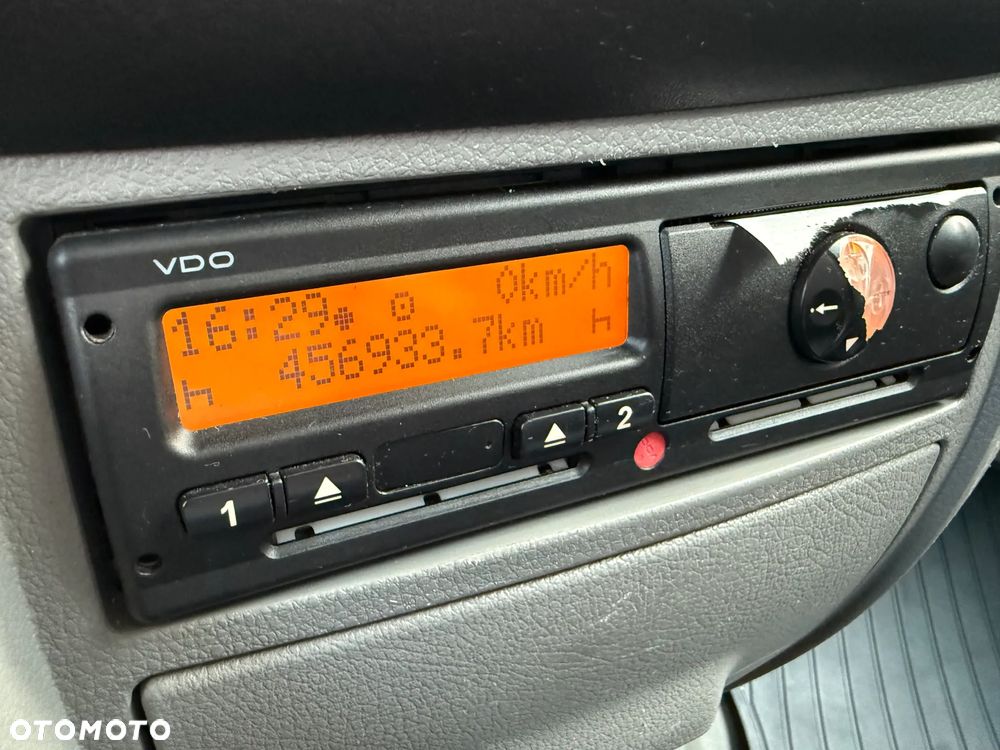 VDO
16:29 0km/h
h 456933.7km h
1 2
OTOMOTO